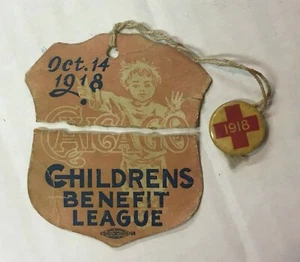 Oct. 14
1918
CHICAGO
CHILDRENS
BENEFIT
LEAGUE
1918